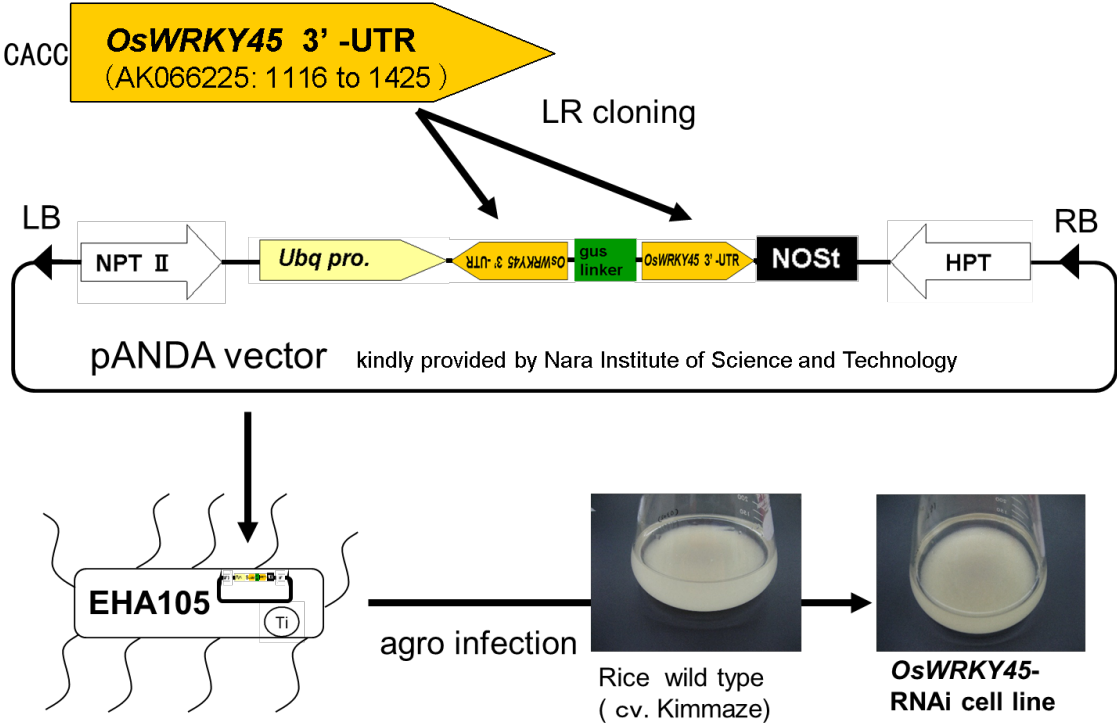 CACC
OsWRKY45 3’ -UTR
(AK066225: 1116 to 1425 )
LR cloning
LB
RB
NPT Ⅱ
Ubq pro.
OsWRKY45 3’ -UTR
gus
linker
OsWRKY45 3’ -UTR
NOSt
HPT
pANDA vector kindly provided by Nara Institute of Science and Technology
EHA105
Ti
agro infection
Rice wild type
( cv. Kimmaze)
OsWRKY45-
RNAi cell line